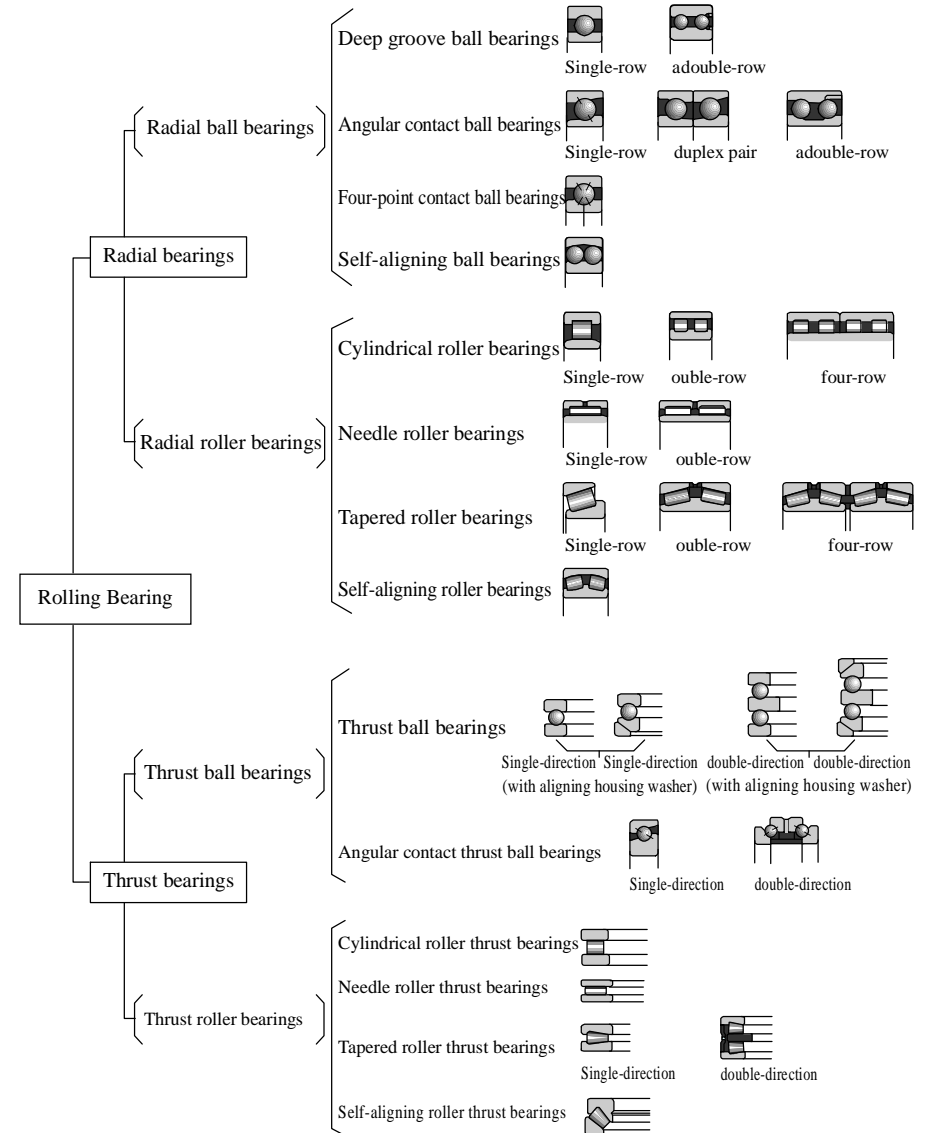 Deep groove ball bearings
Single-row adouble-row
Radial ball bearings
Angular contact ball bearings
Single-row duplex pair adouble-row
Four-point contact ball bearings
Radial bearings
Self-aligning ball bearings
Cylindrical roller bearings
Single-row ouble-row four-row
Radial roller bearings
Needle roller bearings
Single-row ouble-row
Tapered roller bearings
Single-row ouble-row four-row
Self-aligning roller bearings
Rolling Bearing
Thrust ball bearings
Single-direction Single-direction double-direction double-direction
(with aligning housing washer) (with aligning housing washer)
Thrust ball bearings
Angular contact thrust ball bearings
Single-direction double-direction
Thrust bearings
Cylindrical roller thrust bearings
Needle roller thrust bearings
Thrust roller bearings
Tapered roller thrust bearings
Single-direction double-direction
Self-aligning roller thrust bearings